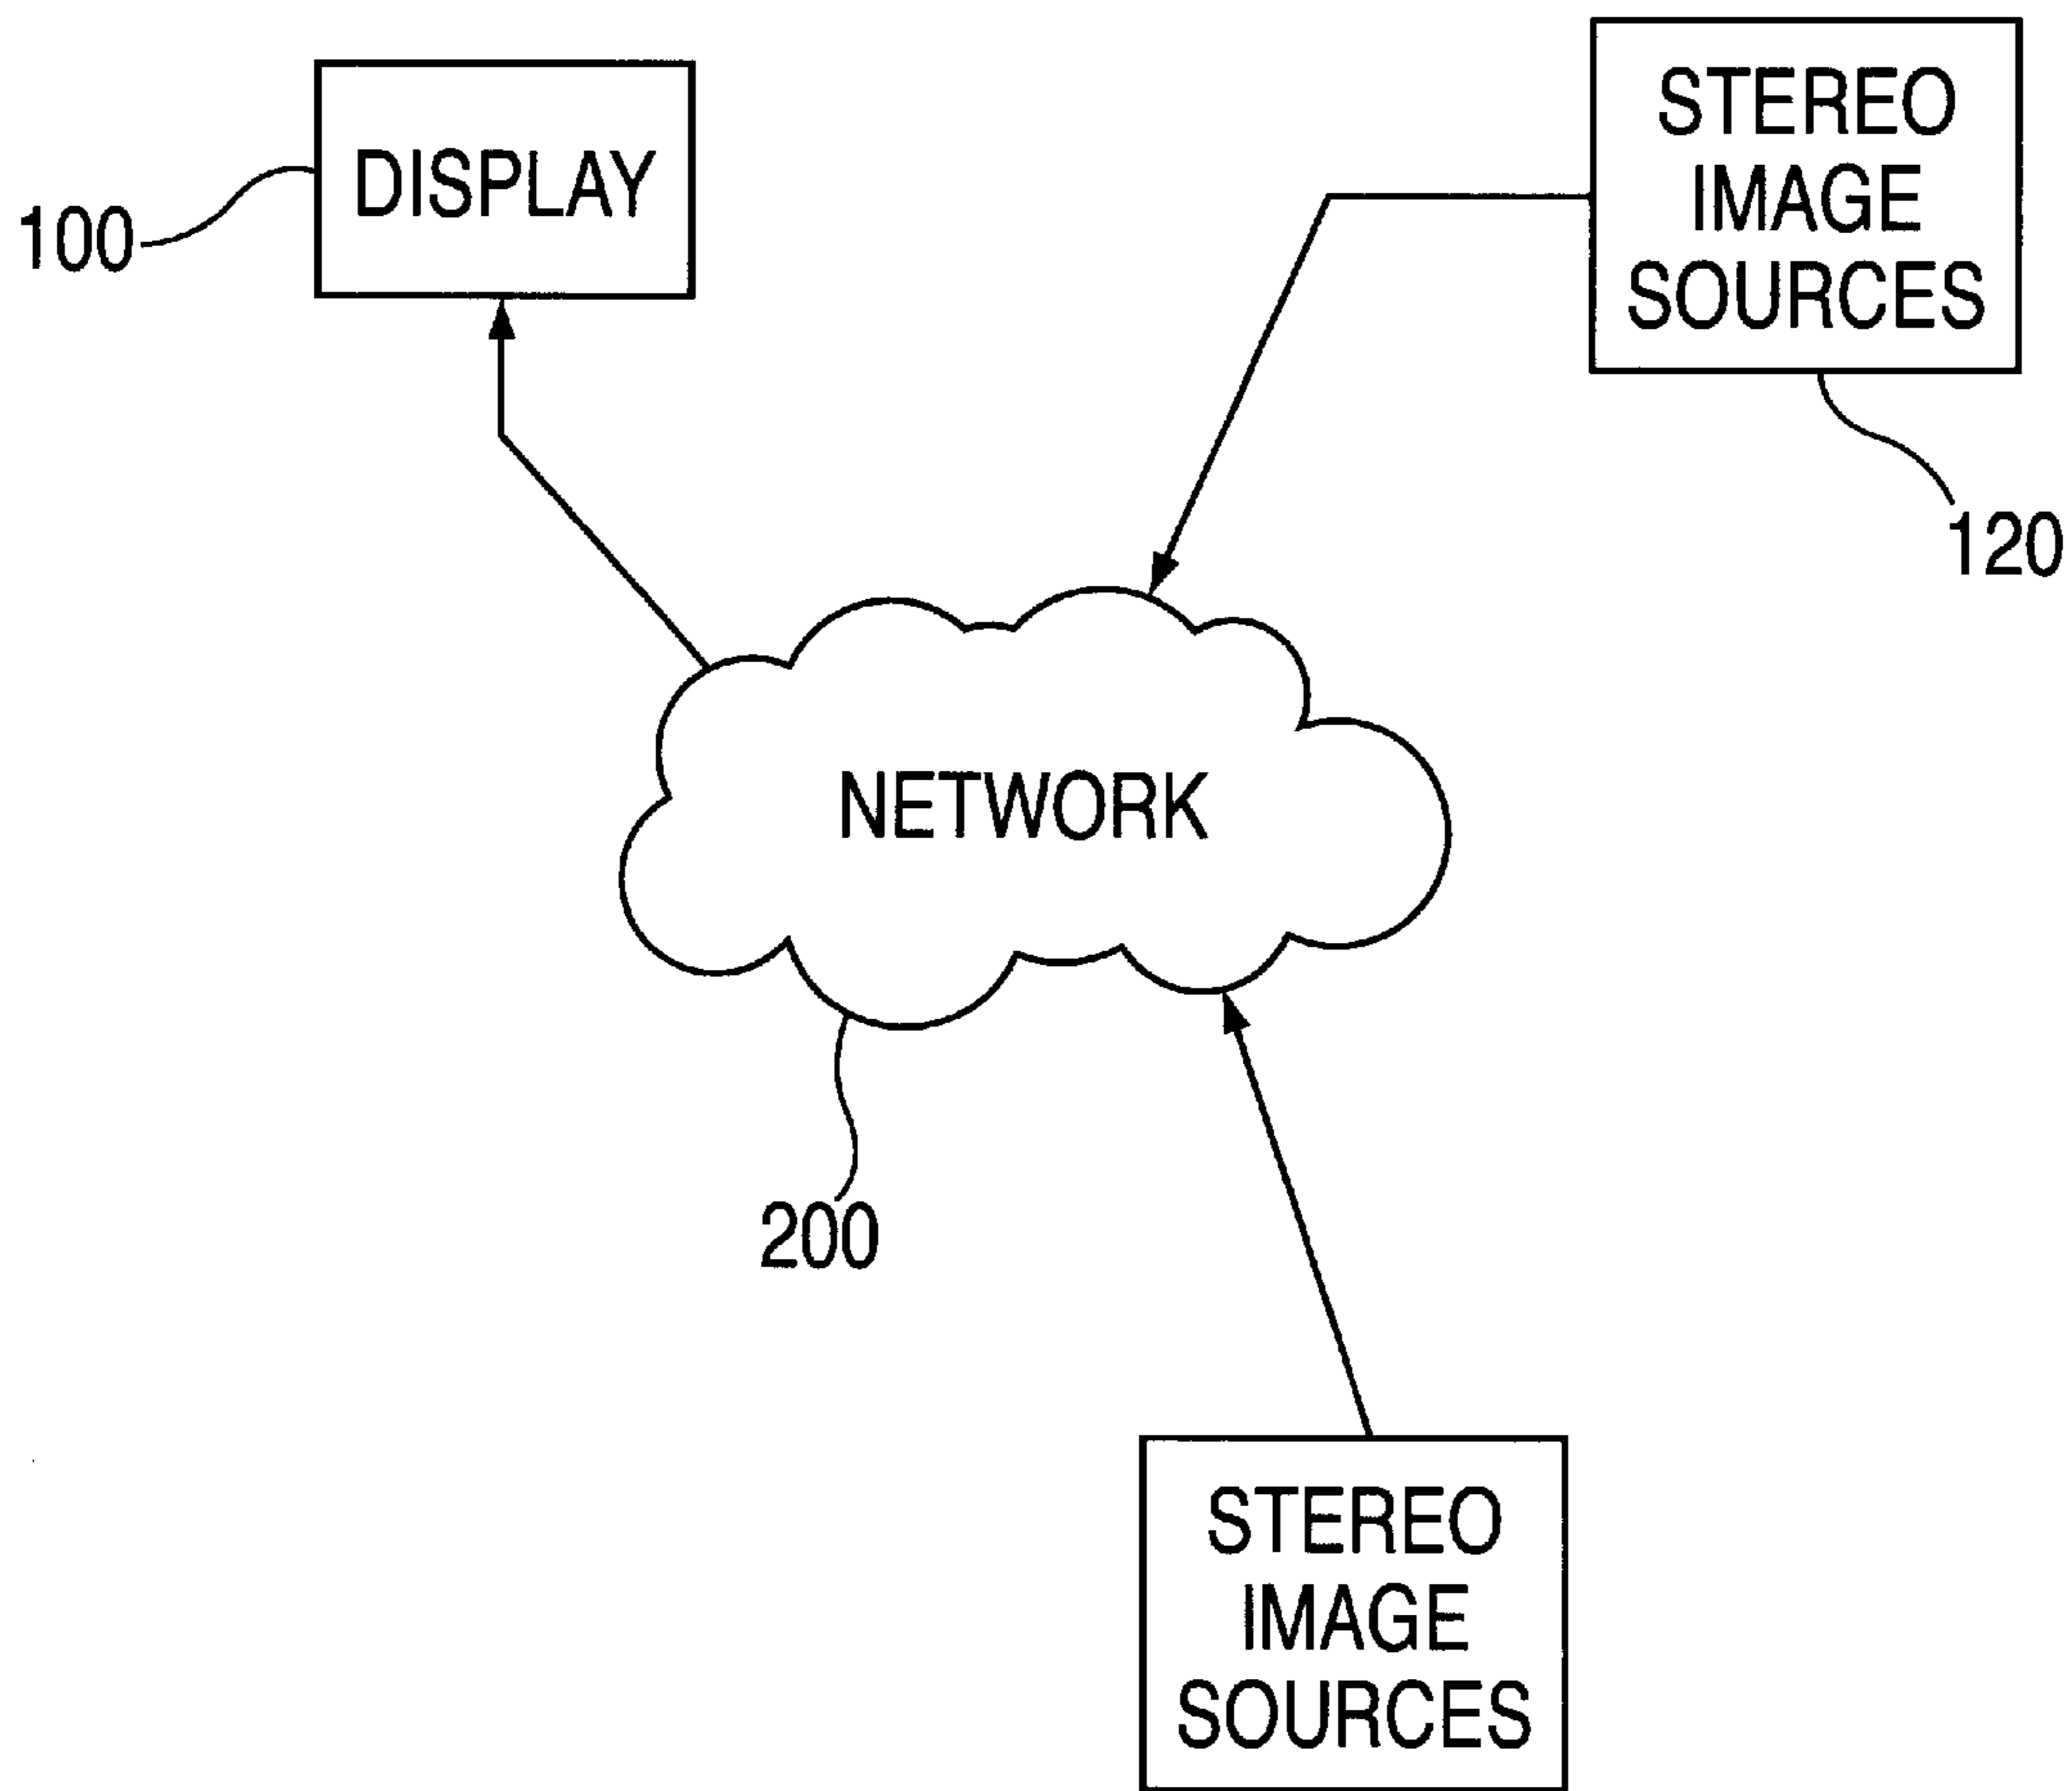 STEREO
IMAGE
SOURCES
DISPLAY
100
120
NETWORK
200
STEREO
IMAGE
SOURCES